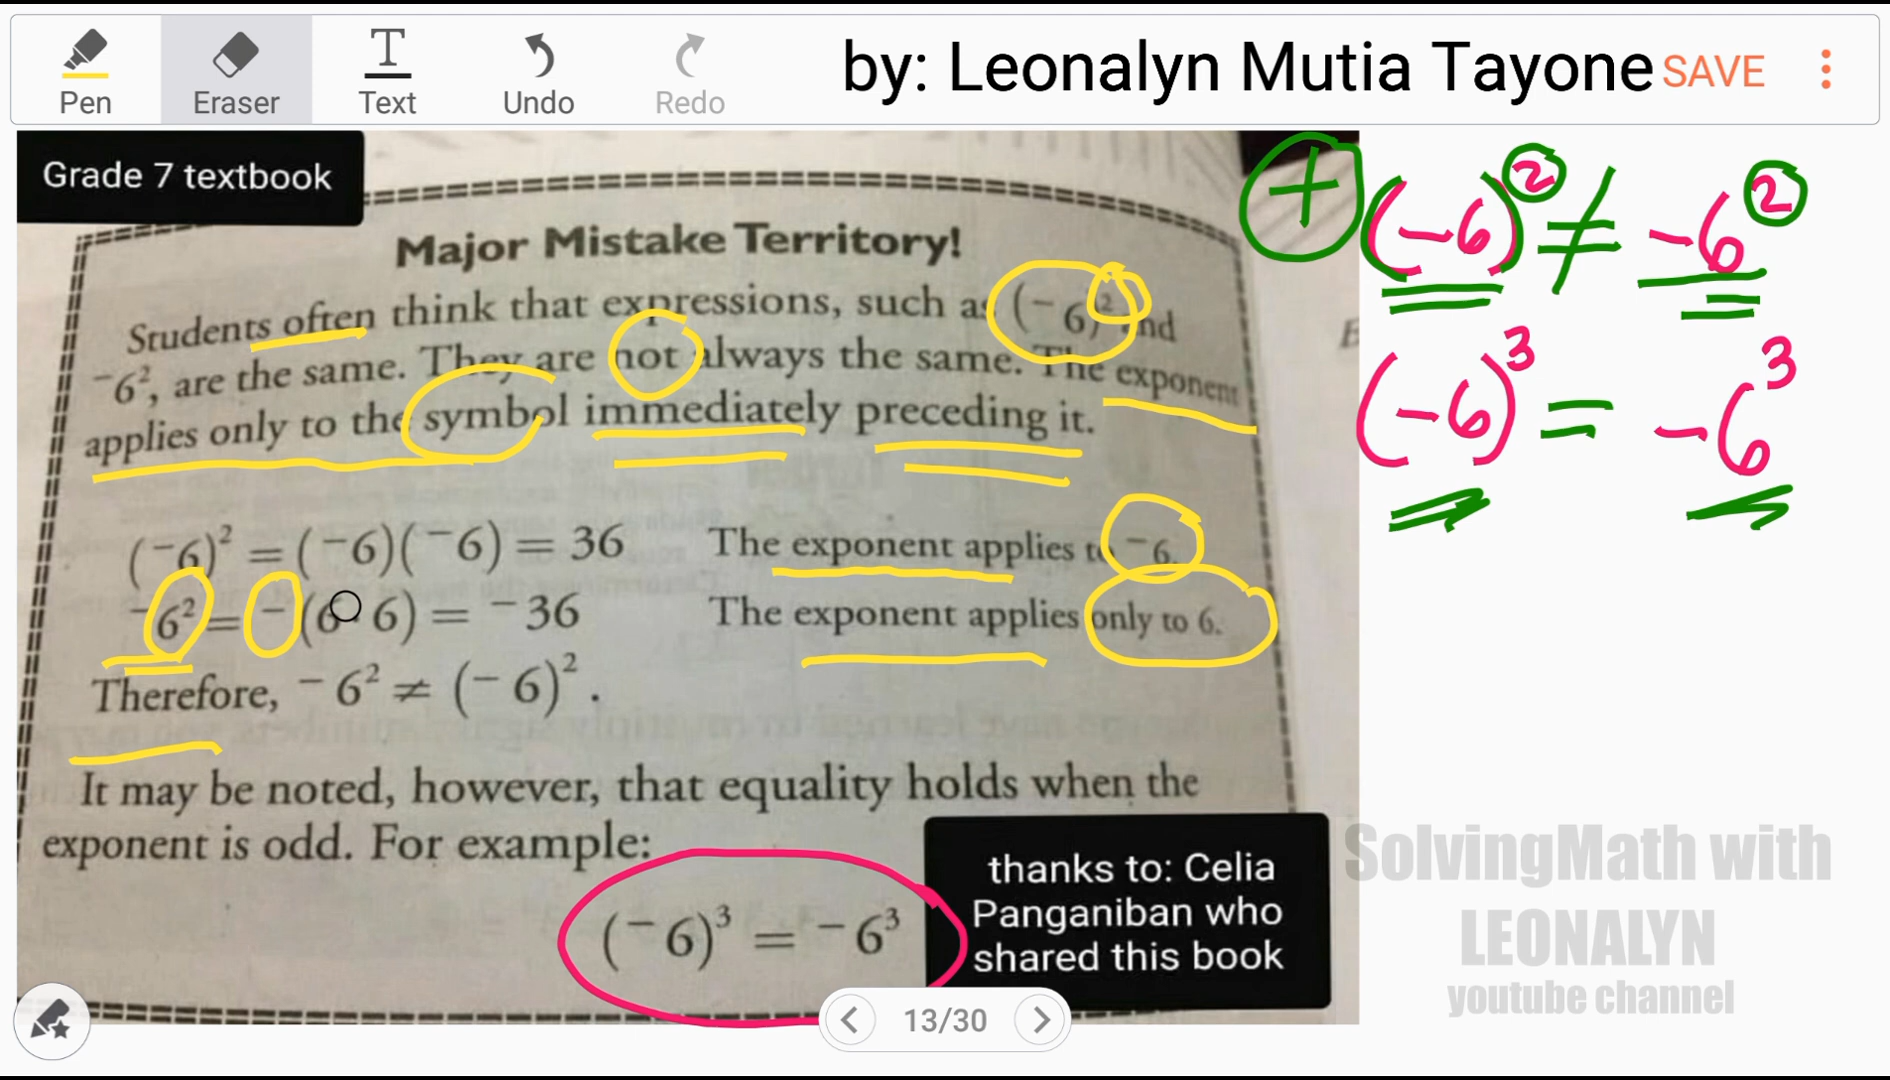 Pen Eraser Text Undo Redo by: Leonalyn Mutia Tayone SAVE
Grade 7 textbook
Major Mistake Territory!
Students often think that expressions, such as (⁻6)² and
⁻6², are the same. They are not always the same. The exponent
applies only to the symbol immediately preceding it.
(⁻6)² = (⁻6)(⁻6) = 36 The exponent applies to ⁻6.
⁻6² = ⁻(6 · 6) = ⁻36 The exponent applies only to 6.
Therefore, ⁻6² ≠ (⁻6)².
It may be noted, however, that equality holds when the
exponent is odd. For example:
(⁻6)³ = ⁻6³
thanks to: Celia
Panganiban who
shared this book
13/30
+ (-6)² ≠ -6²
(-6)³ = -6³
SolvingMath with
LEONALYN
youtube channel